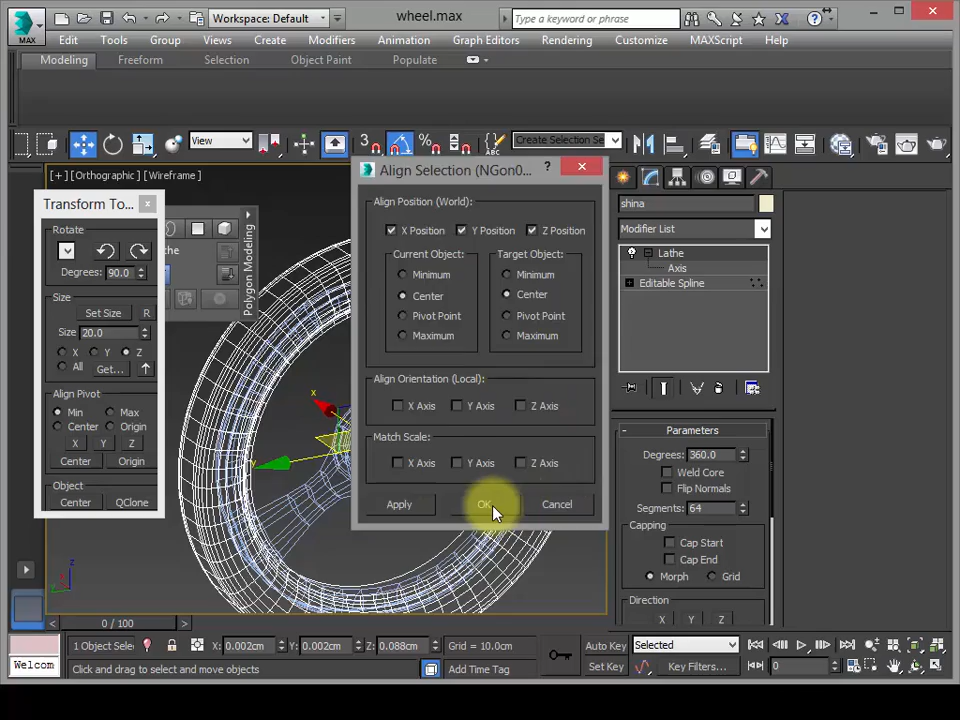 MAX
Workspace: Default
wheel.max
Type a keyword or phrase
Edit Tools Group Views Create Modifiers Animation Graph Editors Rendering Customize MAXScript Help
Modeling Freeform Selection Object Paint Populate
View
3
Create Selection Se
[+] [Orthographic] [Wireframe]
Transform To...
Rotate
Degrees: 90.0
Size
Set Size R
Size 20.0
X Y Z
All Get...
Align Pivot
Min Max
Center Origin
X Y Z
Center Origin
Object
Center QClone
Polygon Modeling
Align Selection (NGon0...
?
Align Position (World):
X Position Y Position Z Position
Current Object:
Minimum
Center
Pivot Point
Maximum
Target Object:
Minimum
Center
Pivot Point
Maximum
Align Orientation (Local):
X Axis Y Axis Z Axis
Match Scale:
X Axis Y Axis Z Axis
Apply OK Cancel
x
y
z
shina
Modifier List
Lathe
Axis
Editable Spline
Parameters
Degrees: 360.0
Weld Core
Flip Normals
Segments: 64
Capping
Cap Start
Cap End
Morph Grid
Direction
X Y Z
0 / 100
Welcom
1 Object Sele
X: 0.002cm Y: 0.002cm Z: 0.088cm Grid = 10.0cm
Click and drag to select and move objects
Add Time Tag
Auto Key Selected
Set Key Key Filters...
0